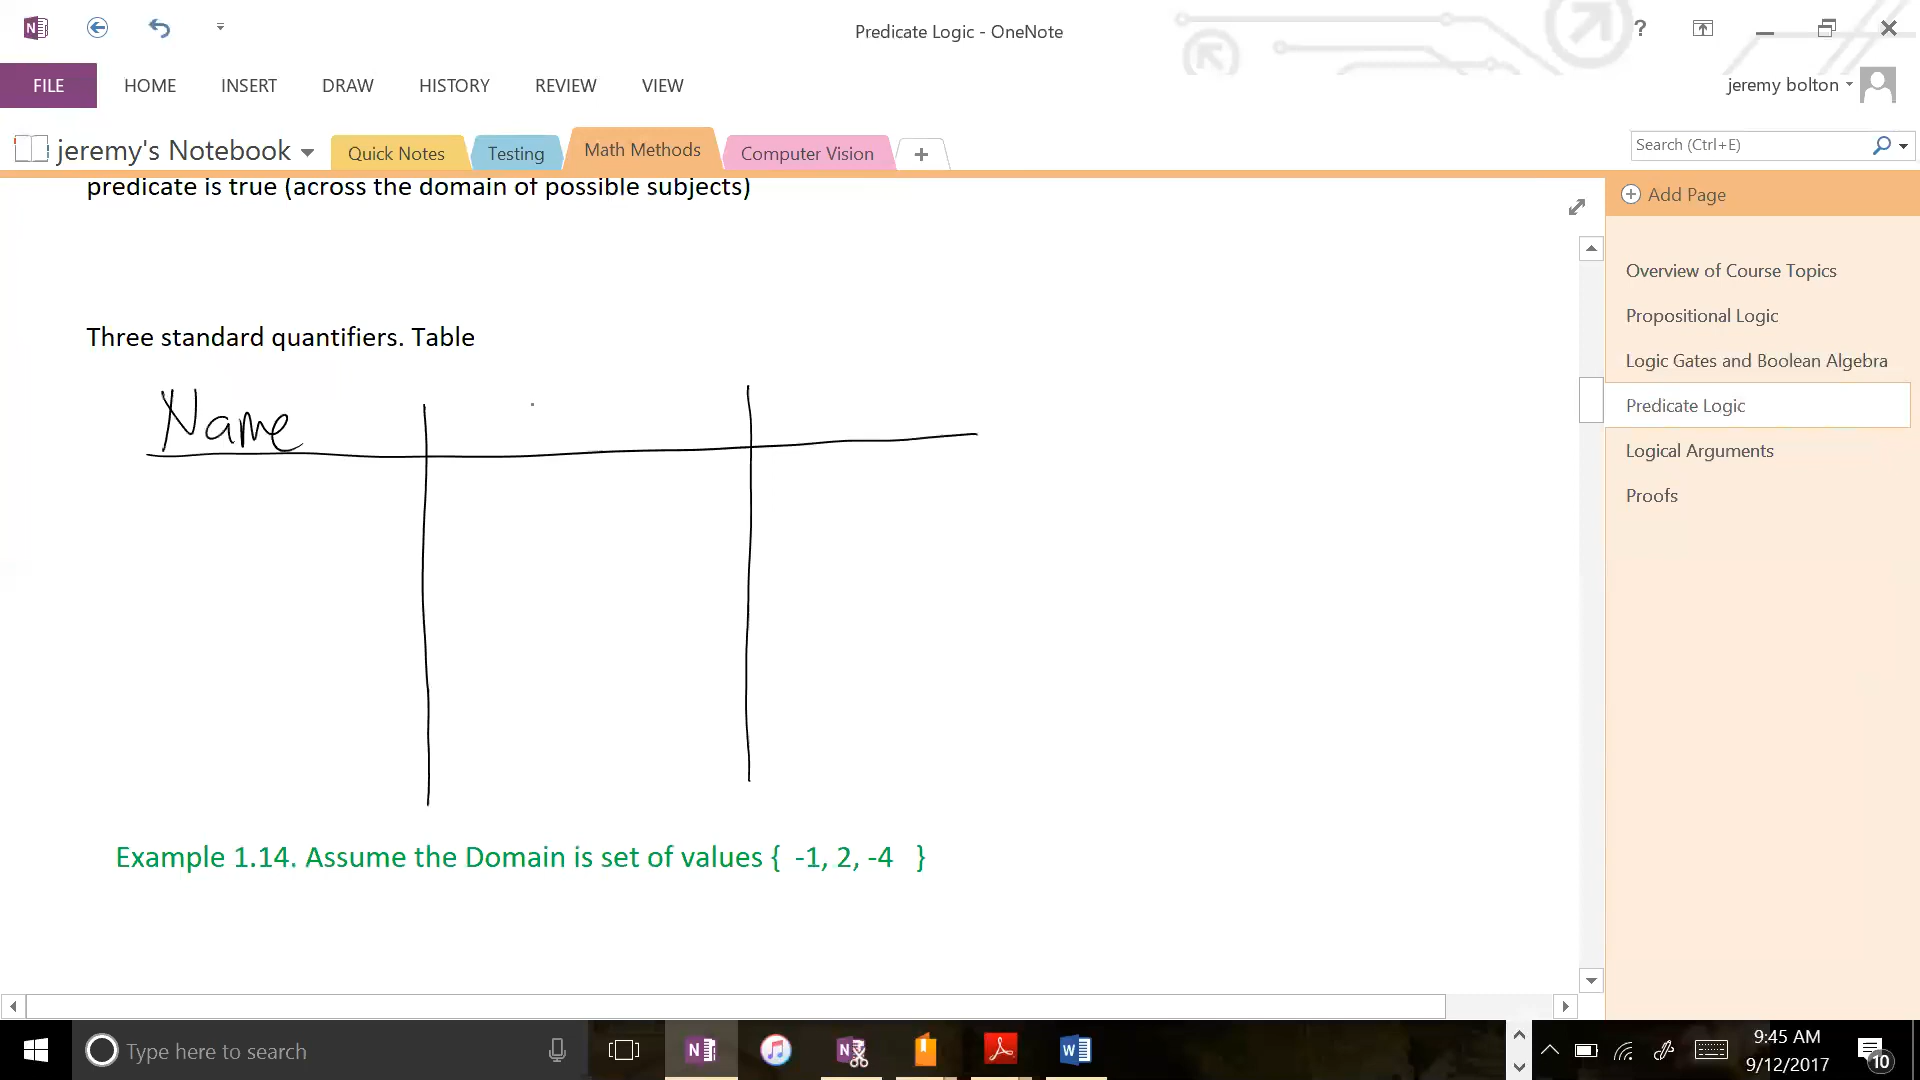 Predicate Logic - OneNote
?
FILE HOME INSERT DRAW HISTORY REVIEW VIEW
jeremy bolton
jeremy's Notebook
Quick Notes
Testing
Math Methods
Computer Vision
Search (Ctrl+E)
predicate is true (across the domain of possible subjects)
Three standard quantifiers. Table
Name
Example 1.14. Assume the Domain is set of values { -1, 2, -4 }
Add Page
Overview of Course Topics
Propositional Logic
Logic Gates and Boolean Algebra
Predicate Logic
Logical Arguments
Proofs
Type here to search
9:45 AM
9/12/2017
10